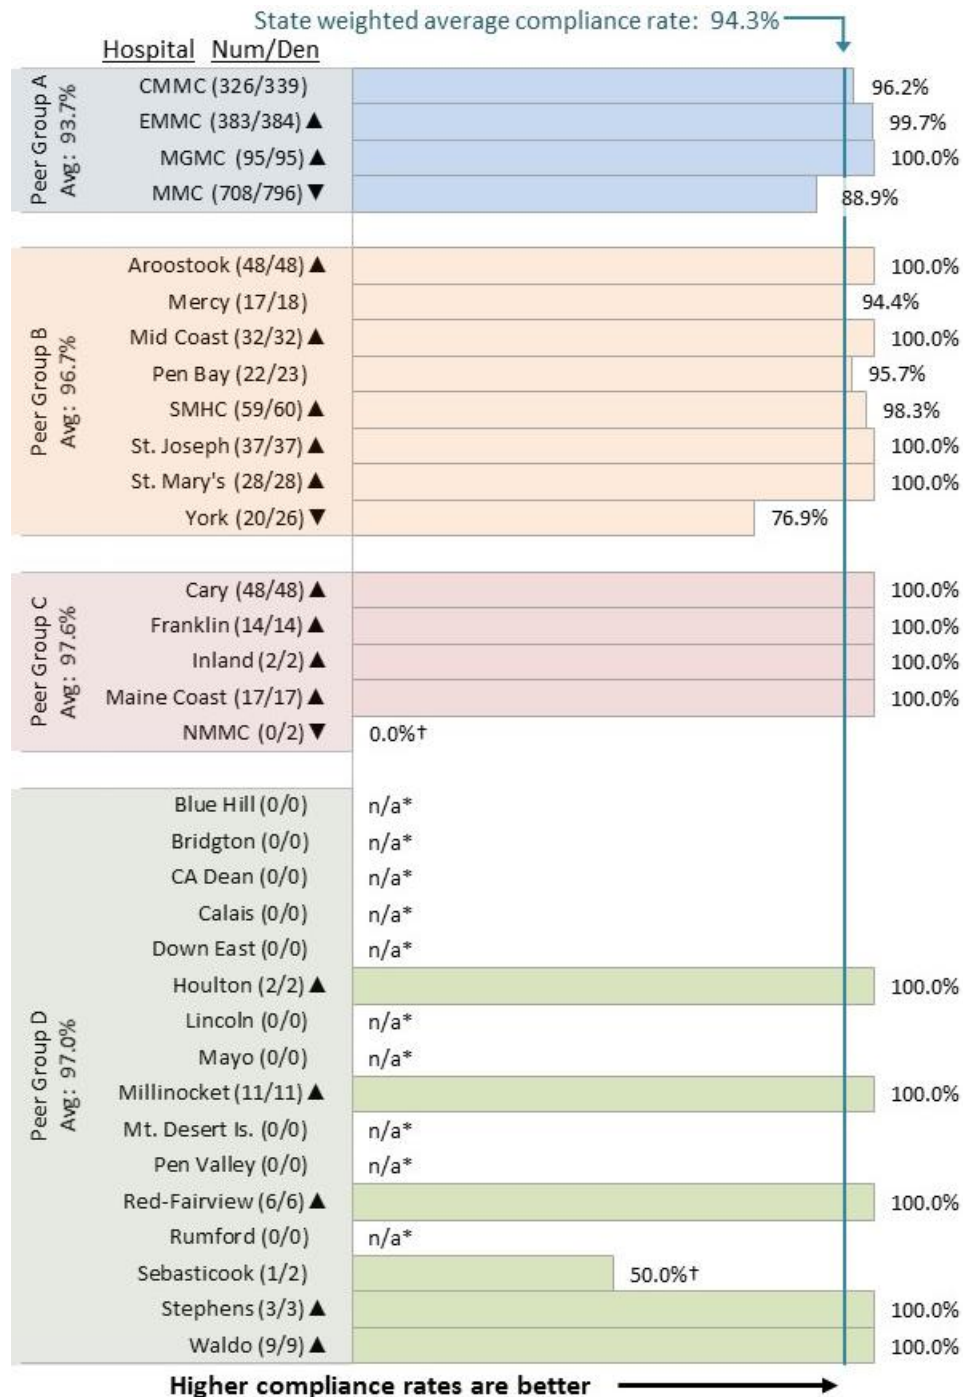 State weighted average compliance rate: 94.3%
Hospital Num/Den
Peer Group A
Avg: 93.7%
CMMC (326/339) 96.2%
EMMC (383/384) ▲ 99.7%
MGMC (95/95) ▲ 100.0%
MMC (708/796) ▼ 88.9%
Peer Group B
Avg: 96.7%
Aroostook (48/48) ▲ 100.0%
Mercy (17/18) 94.4%
Mid Coast (32/32) ▲ 100.0%
Pen Bay (22/23) 95.7%
SMHC (59/60) ▲ 98.3%
St. Joseph (37/37) ▲ 100.0%
St. Mary's (28/28) ▲ 100.0%
York (20/26) ▼ 76.9%
Peer Group C
Avg: 97.6%
Cary (48/48) ▲ 100.0%
Franklin (14/14) ▲ 100.0%
Inland (2/2) ▲ 100.0%
Maine Coast (17/17) ▲ 100.0%
NMMC (0/2) ▼ 0.0%†
Peer Group D
Avg: 97.0%
Blue Hill (0/0) n/a*
Bridgton (0/0) n/a*
CA Dean (0/0) n/a*
Calais (0/0) n/a*
Down East (0/0) n/a*
Houlton (2/2) ▲ 100.0%
Lincoln (0/0) n/a*
Mayo (0/0) n/a*
Millinocket (11/11) ▲ 100.0%
Mt. Desert Is. (0/0) n/a*
Pen Valley (0/0) n/a*
Red-Fairview (6/6) ▲ 100.0%
Rumford (0/0) n/a*
Sebasticook (1/2) 50.0%†
Stephens (3/3) ▲ 100.0%
Waldo (9/9) ▲ 100.0%
Higher compliance rates are better